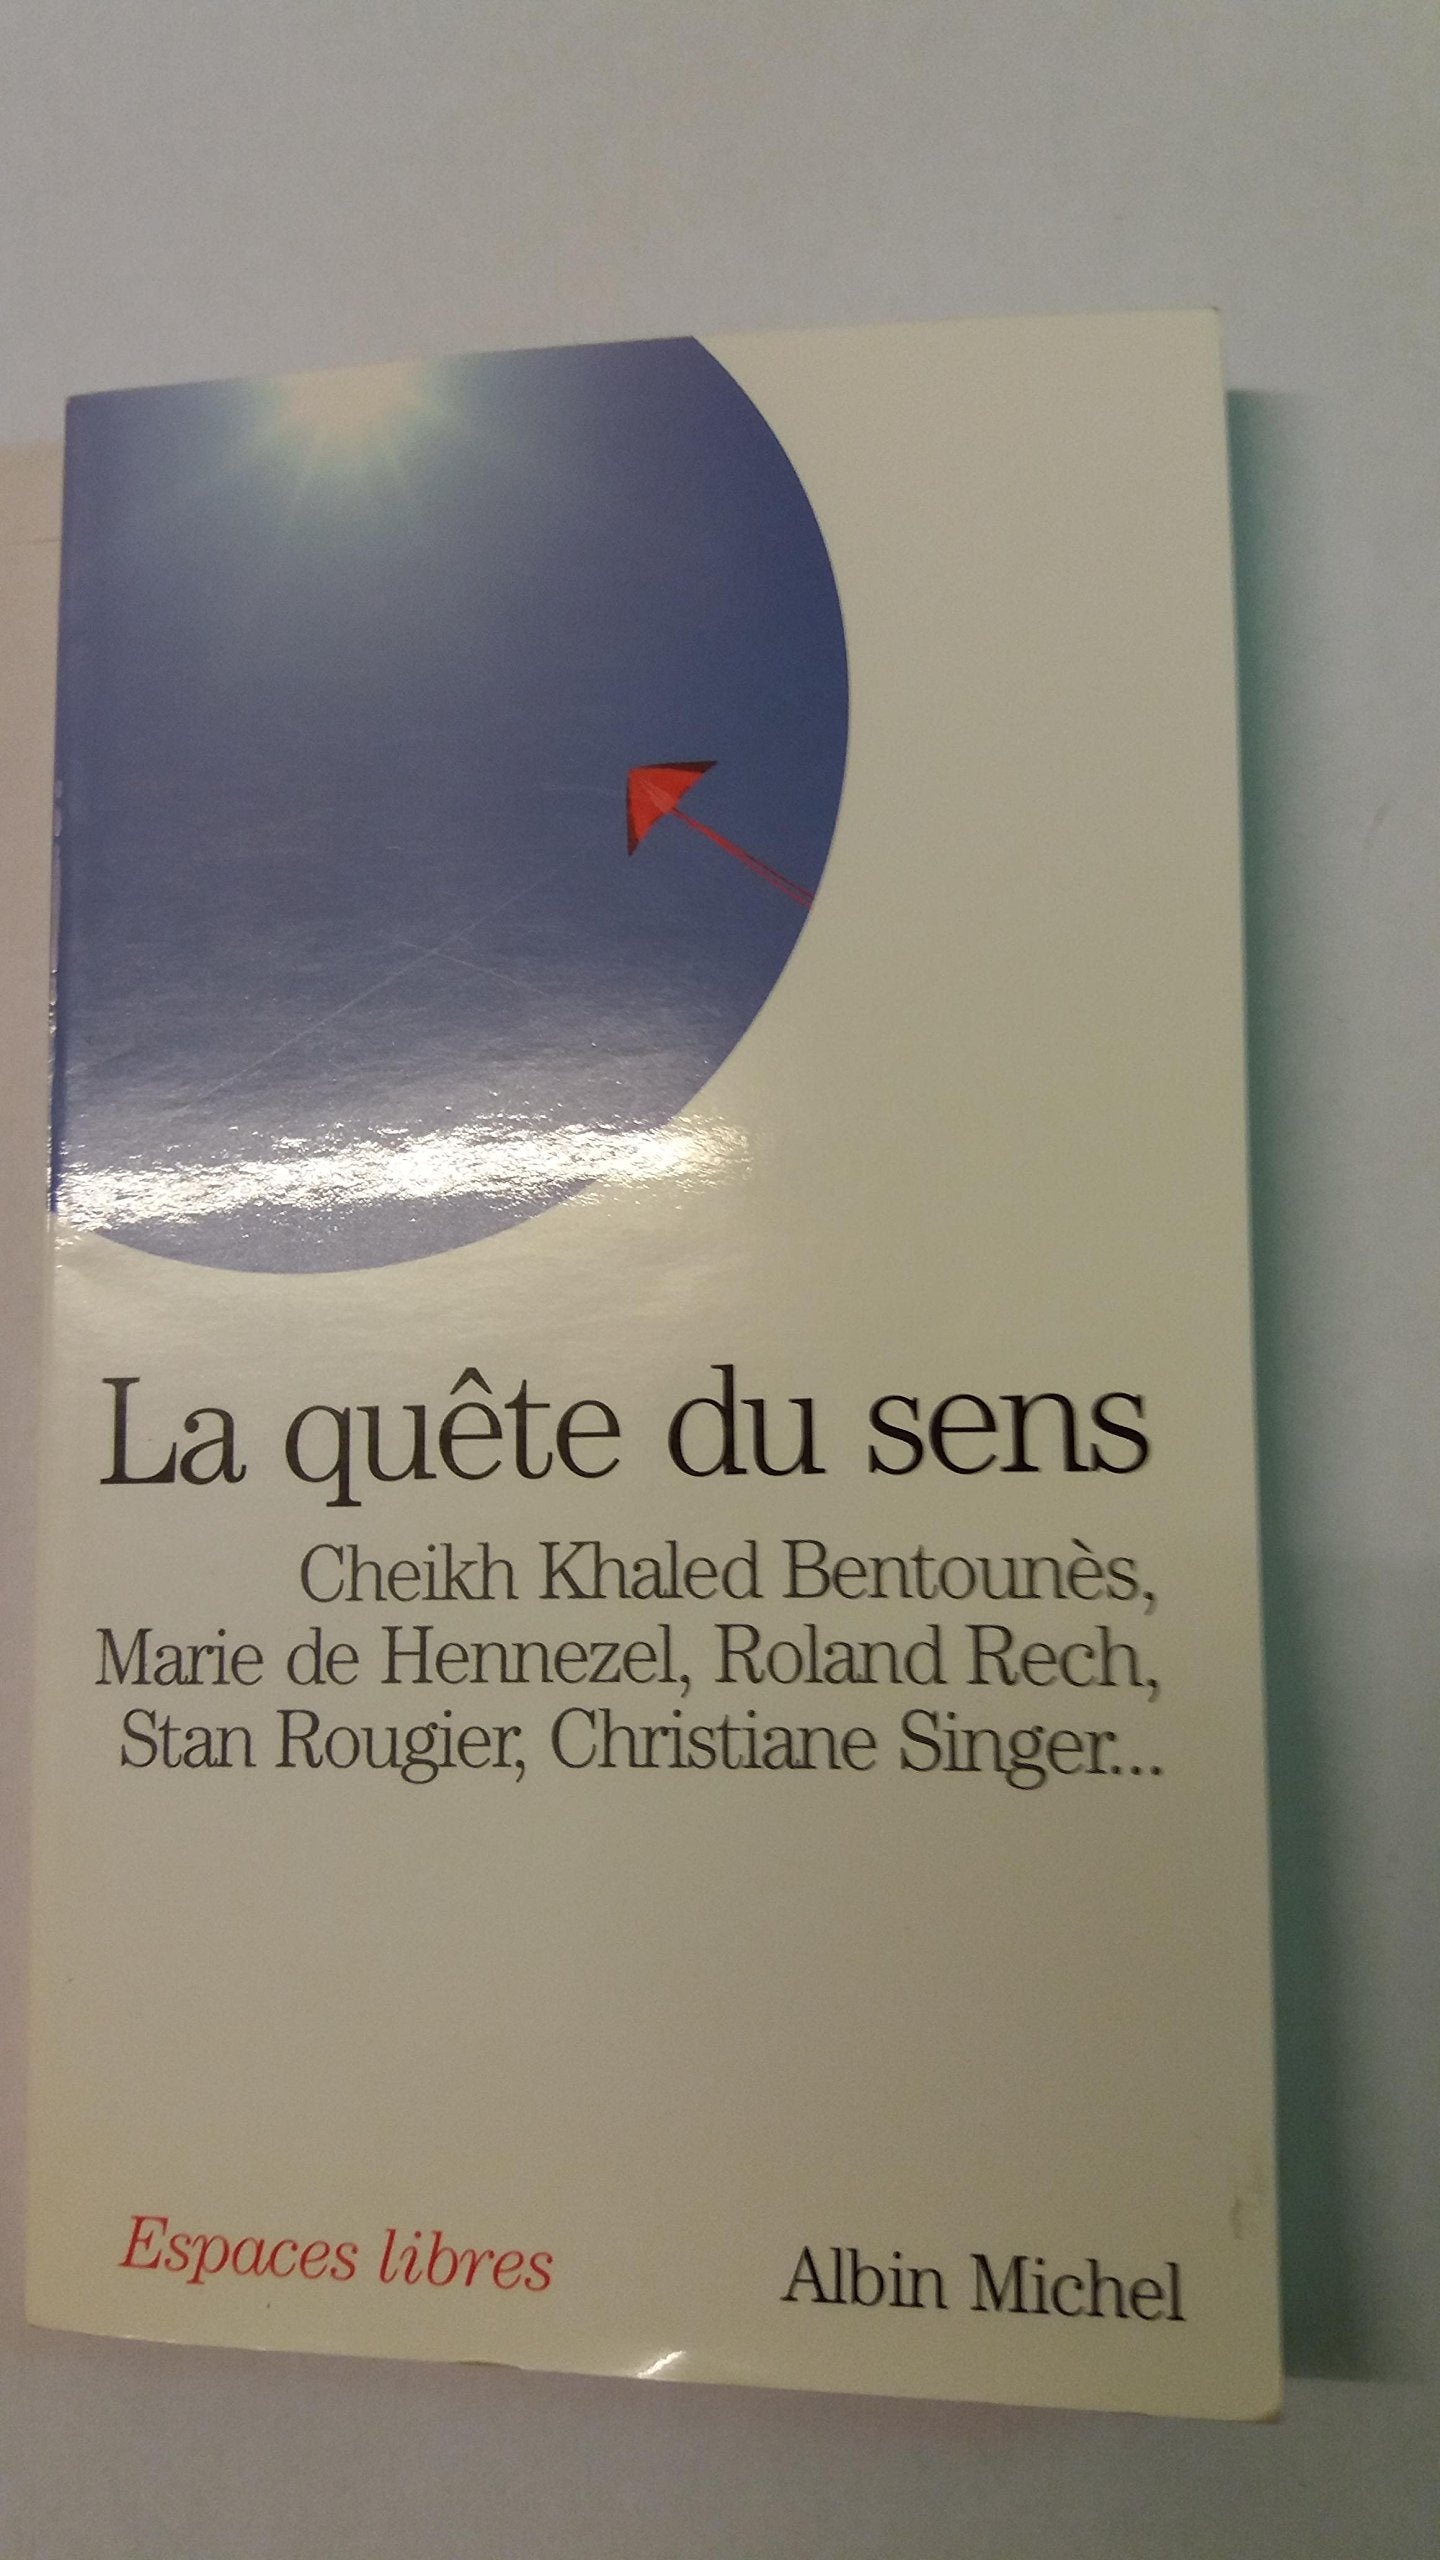 La quête du sens
Cheikh Khaled Bentounès,
Marie de Hennezel, Roland Rech,
Stan Rougier, Christiane Singer...
Espaces libres
Albin Michel